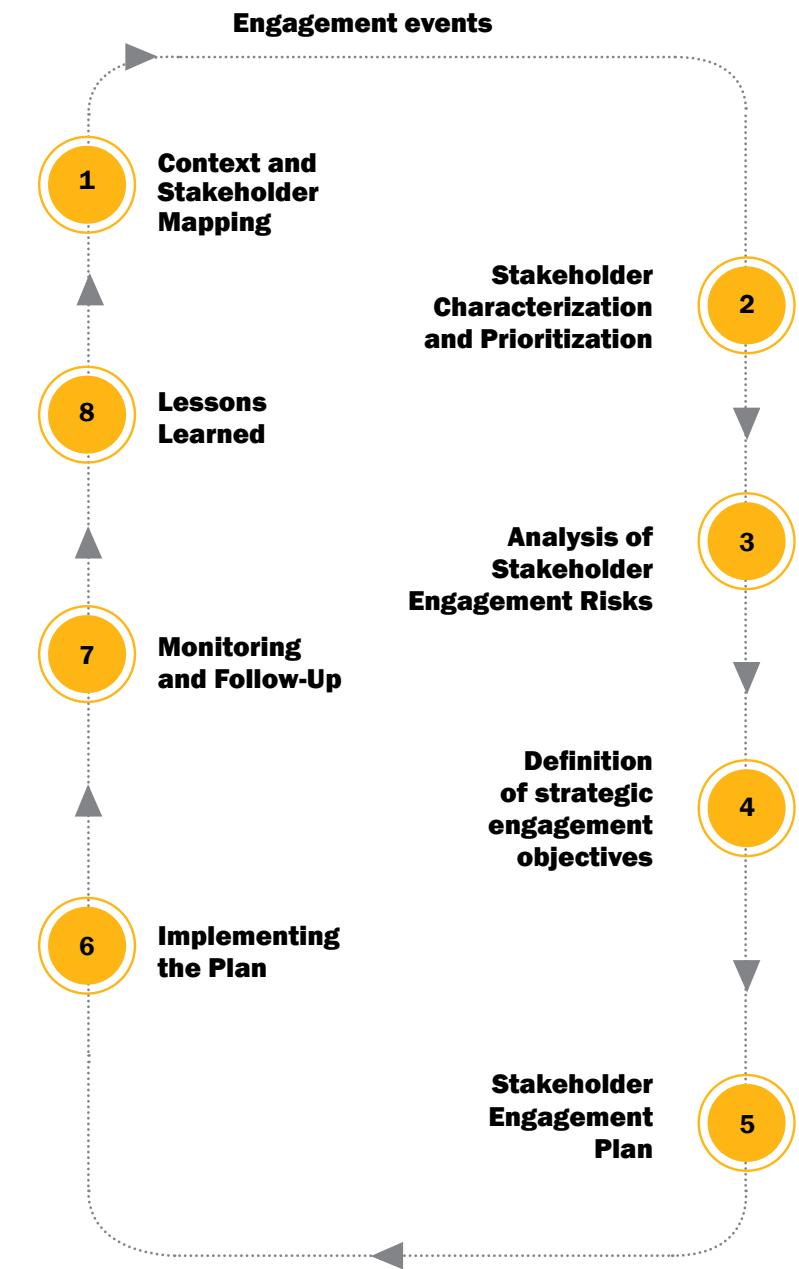 Engagement events
1
Context and
Stakeholder
Mapping
2
Stakeholder
Characterization
and Prioritization
3
Analysis of
Stakeholder
Engagement Risks
4
Definition
of strategic
engagement
objectives
5
Stakeholder
Engagement
Plan
6
Implementing
the Plan
7
Monitoring
and Follow-Up
8
Lessons
Learned